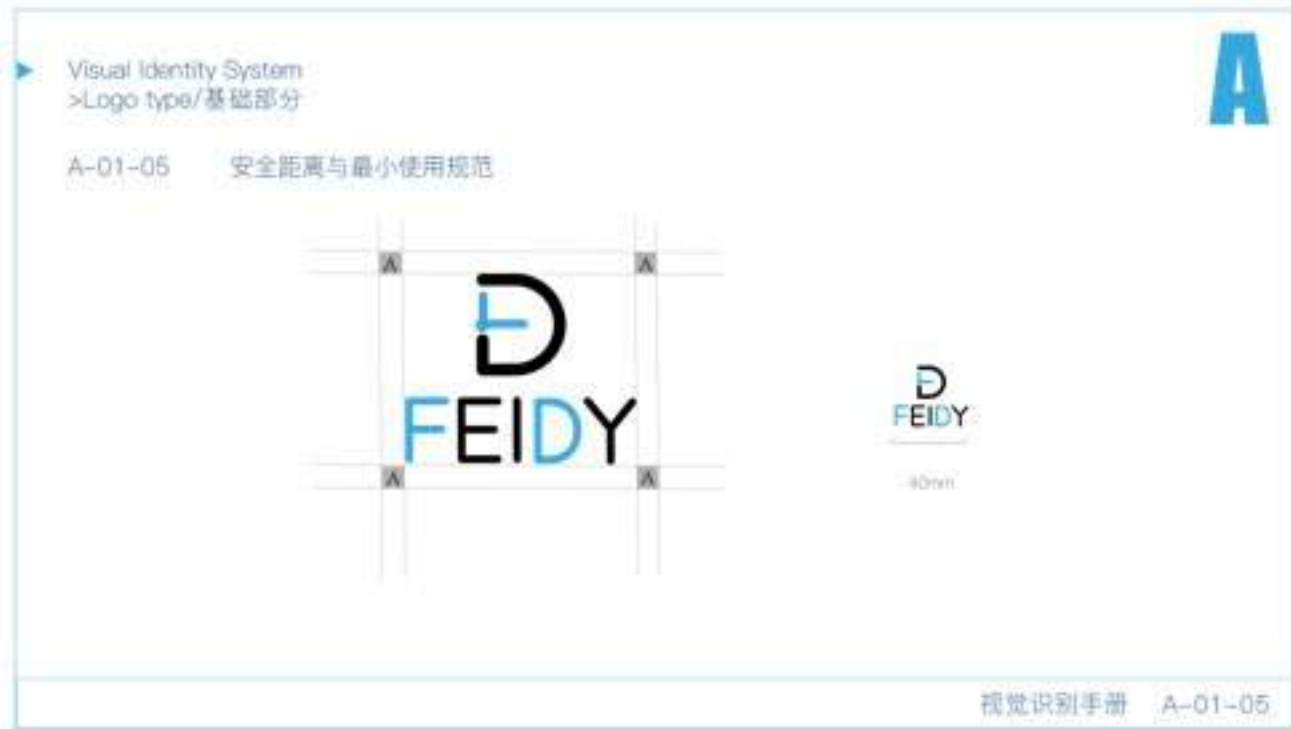 A
Visual Identity System
>Logo type/基础部分
A-01-05 安全距离与最小使用规范
A A
FEIDY
A A
FEIDY
40mm
视觉识别手册 A-01-05